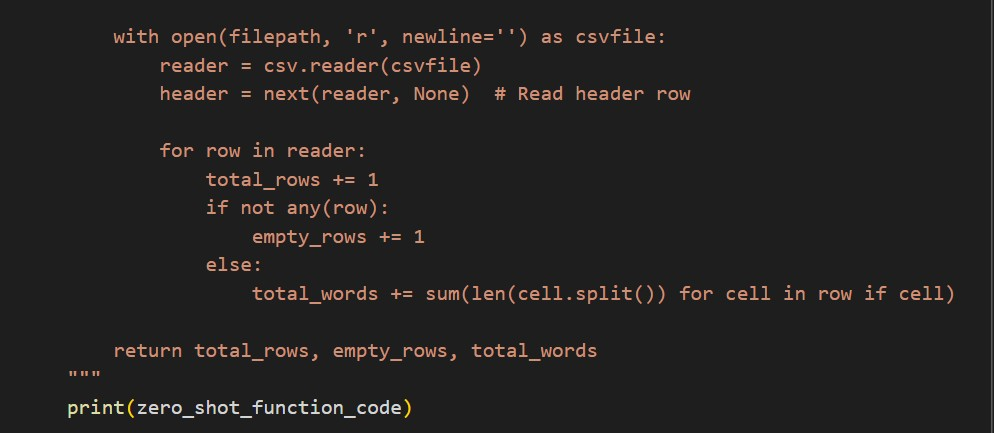 with open(filepath, 'r', newline='') as csvfile:
reader = csv.reader(csvfile)
header = next(reader, None)  # Read header row
for row in reader:
total_rows += 1
if not any(row):
empty_rows += 1
else:
total_words += sum(len(cell.split()) for cell in row if cell)
return total_rows, empty_rows, total_words
"""
print(zero_shot_function_code)